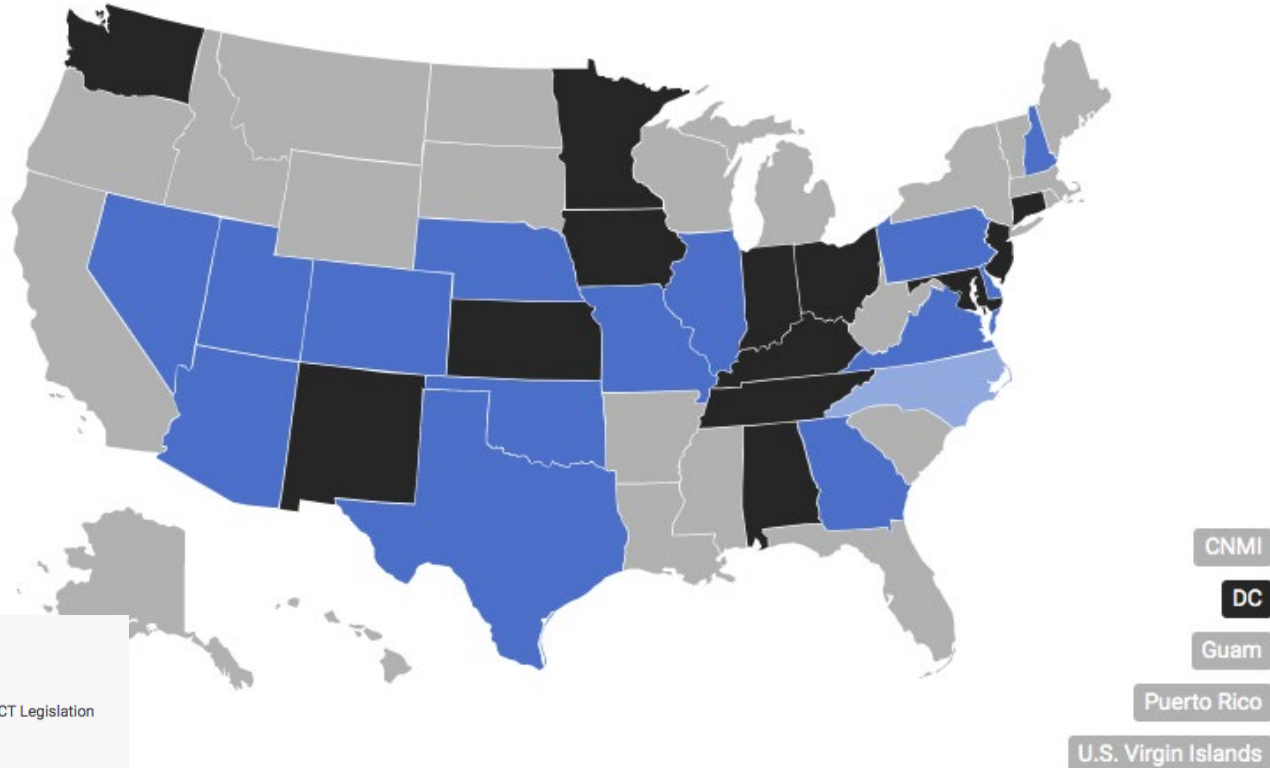 CNMI
DC
Guam
CT Legislation
Puerto Rico
U.S. Virgin Islands